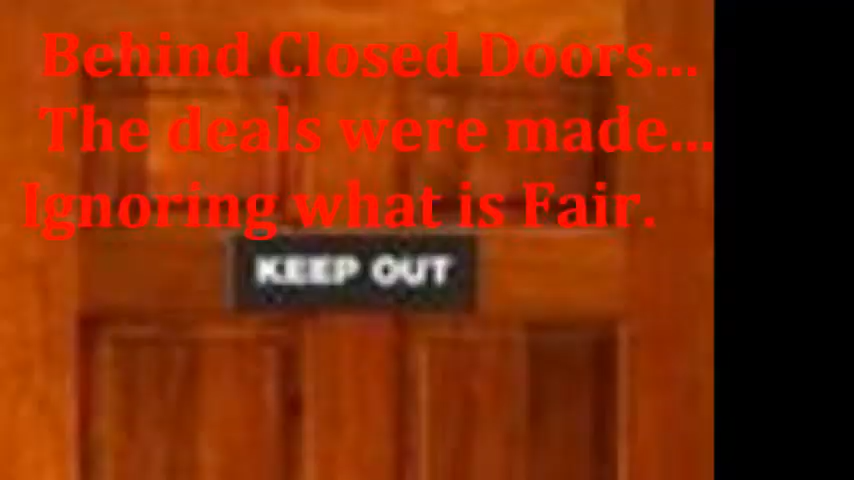 Behind Closed Doors...
The deals were made...
Ignoring what is Fair.
KEEP OUT